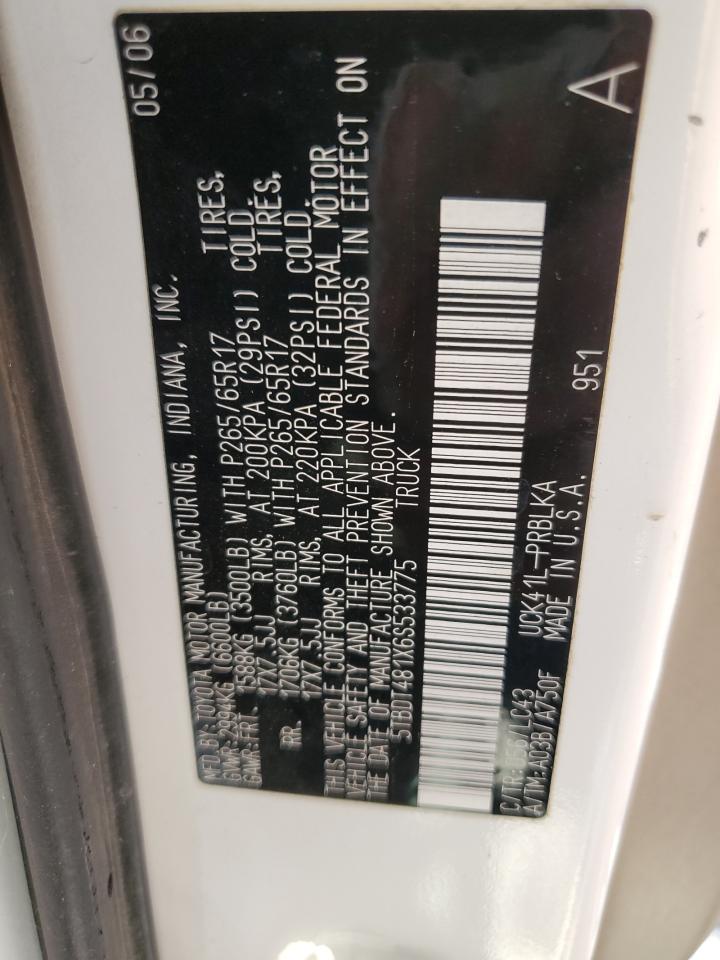 MFD BY: TOYOTA MOTOR MANUFACTURING, INDIANA, INC. 05/06
GVWR:2994KG (6600LB)
GAWR:FRT. 1588KG (3500LB) WITH P265/65R17 TIRES,
17X7.5JJ RIMS, AT 200KPA (29PSI) COLD.
RR. 1706KG (3760LB) WITH P265/65R17 TIRES,
17X7.5JJ RIMS, AT 220KPA (32PSI) COLD.
THIS VEHICLE CONFORMS TO ALL APPLICABLE FEDERAL MOTOR
VEHICLE SAFETY AND THEFT PREVENTION STANDARDS IN EFFECT ON
THE DATE OF MANUFACTURE SHOWN ABOVE.
5TBDT481X6S533775 TRUCK
C/TR: 056/LC43 UCK41L-PRBLKA
A/TM:A03B/A750F MADE IN U.S.A. 951 A